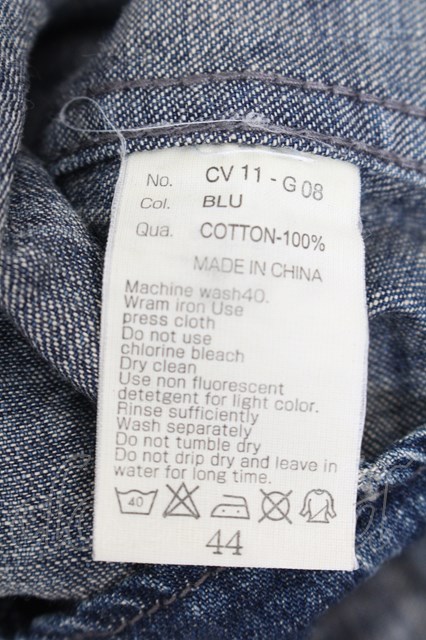 No. CV 11 - G 08
Col. BLU
Qua. COTTON-100%
MADE IN CHINA
Machine wash40.
Wram iron Use
press cloth
Do not use
chlorine bleach
Dry clean
Use non fluorescent
detetgent for light color.
Rinse sufficiently
Wash separately
Do not tumble dry
Do not drip dry and leave in
water for long time.
40
44